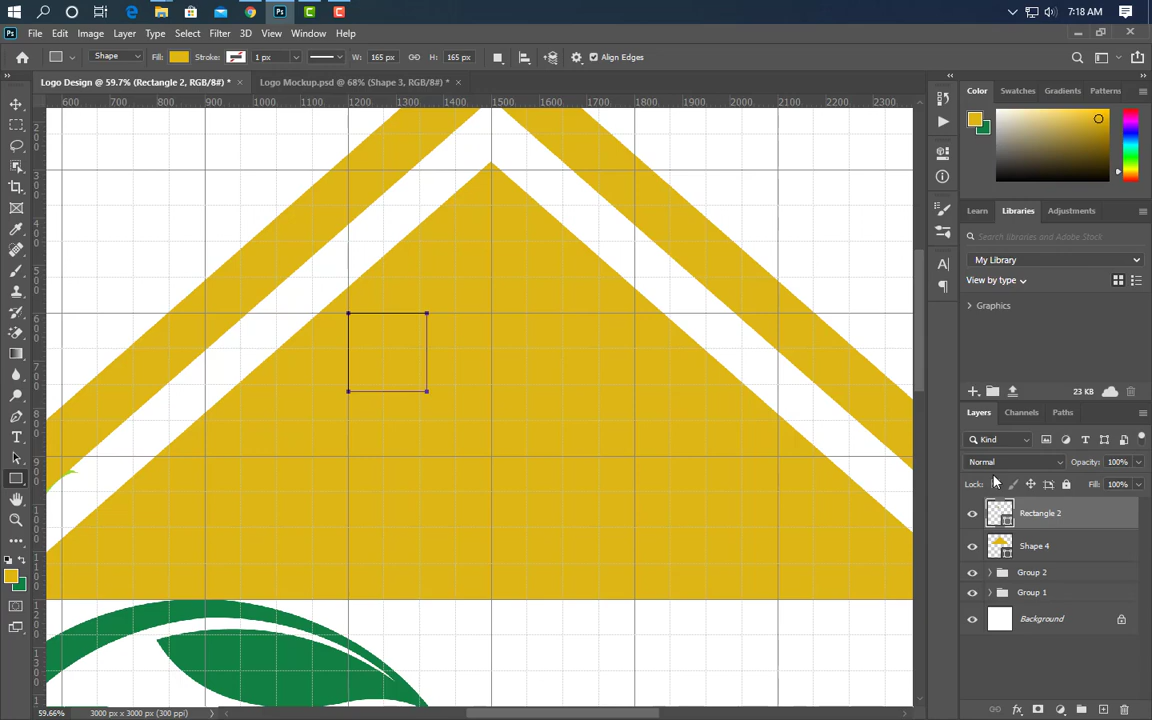 7:18 AM
File Edit Image Layer Type Select Filter 3D View Window Help
Shape Fill: Stroke: 1 px W: 165 px H: 165 px Align Edges
Logo Design @ 59.7% (Rectangle 2, RGB/8#) * × Logo Mockup.psd @ 68% (Shape 3, RGB/8#) * ×
600 700 800 900 1000 1100 1200 1300 1400 1500 1600 1700 1800 1900 2000 2100 2200 2300
Color Swatches Gradients Patterns
Learn Libraries Adjustments
Search libraries and Adobe Stock
My Library
View by type
Graphics
23 KB
Layers Channels Paths
Kind
Normal Opacity: 100%
Lock: Fill: 100%
Rectangle 2
Shape 4
Group 2
Group 1
Background
59.66% 3000 px x 3000 px (300 ppi)